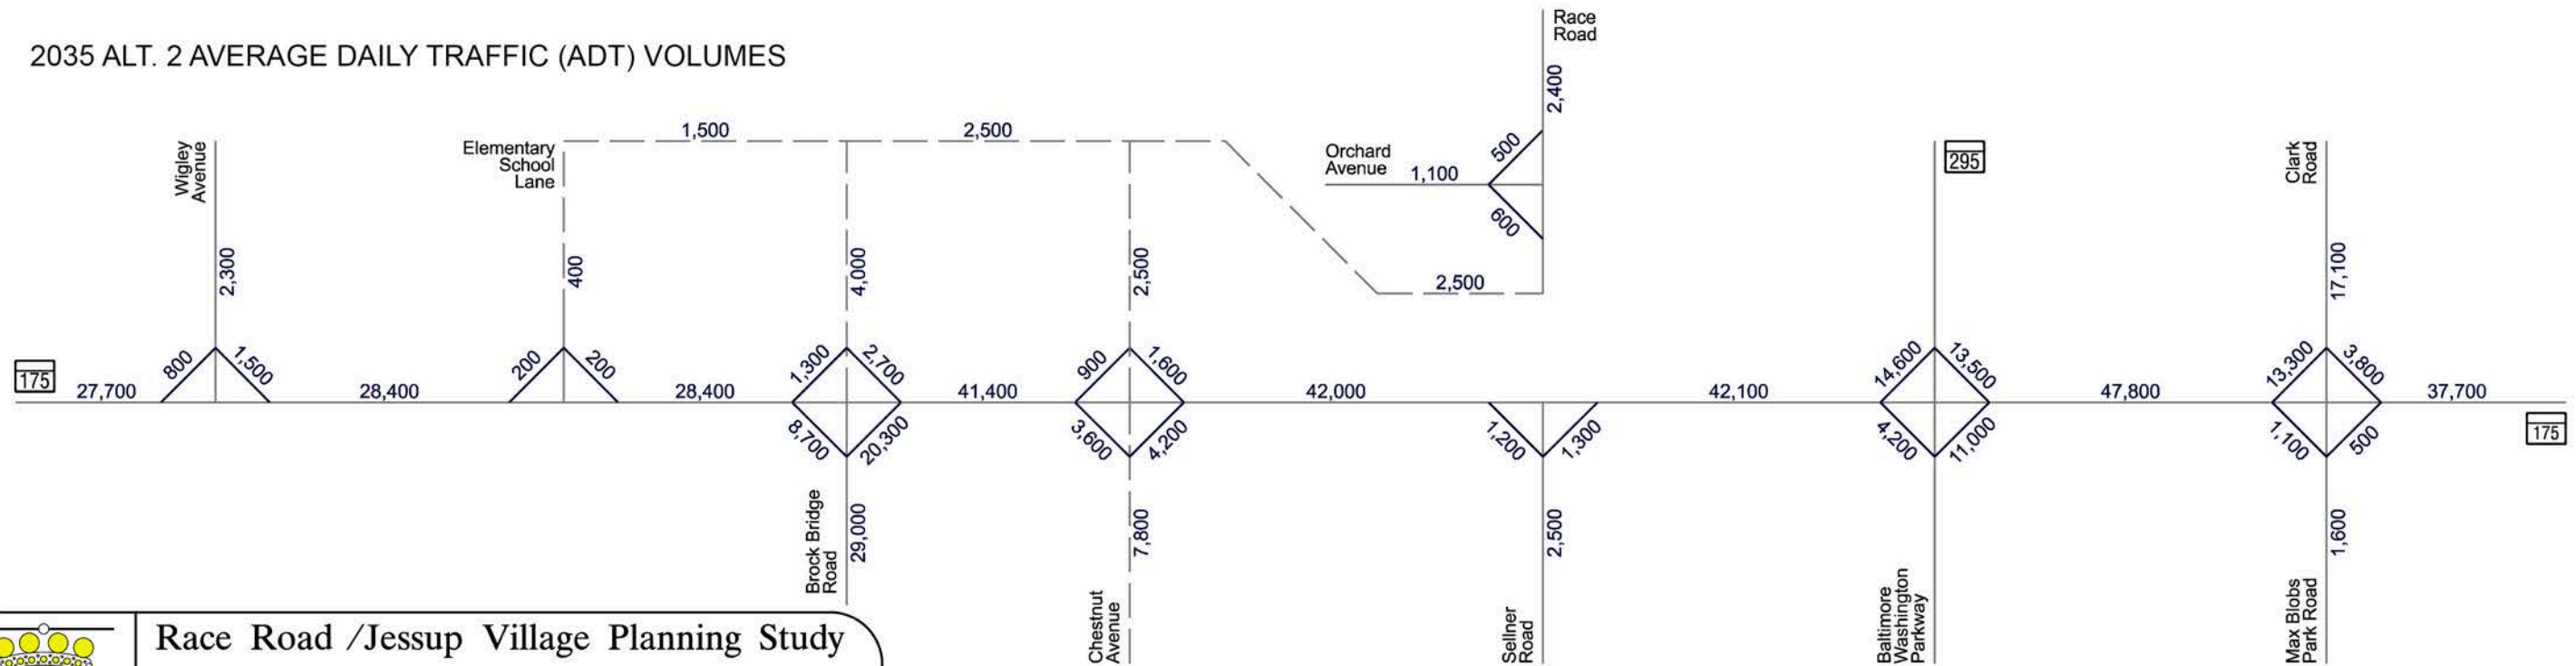 2035 ALT. 2 AVERAGE DAILY TRAFFIC (ADT) VOLUMES
Race
Road
2,400
500
Orchard
Avenue
1,100
600
2,500
1,500
2,500
Wigley
Avenue
2,300
Elementary
School
Lane
400
4,000
2,500
295
Clark
Road
17,100
175
27,700
800
1,500
28,400
200
200
28,400
1,300
2,700
8,700
20,300
41,400
900
1,600
3,600
4,200
42,000
1,200
1,300
42,100
14,600
13,500
4,200
11,000
47,800
13,300
3,800
1,100
500
37,700
175
Brock Bridge
Road
29,000
Chestnut
Avenue
7,800
Sellner
Road
2,500
Baltimore
Washington
Parkway
Max Blobs
Park Road
1,600
Race Road /Jessup Village Planning Study